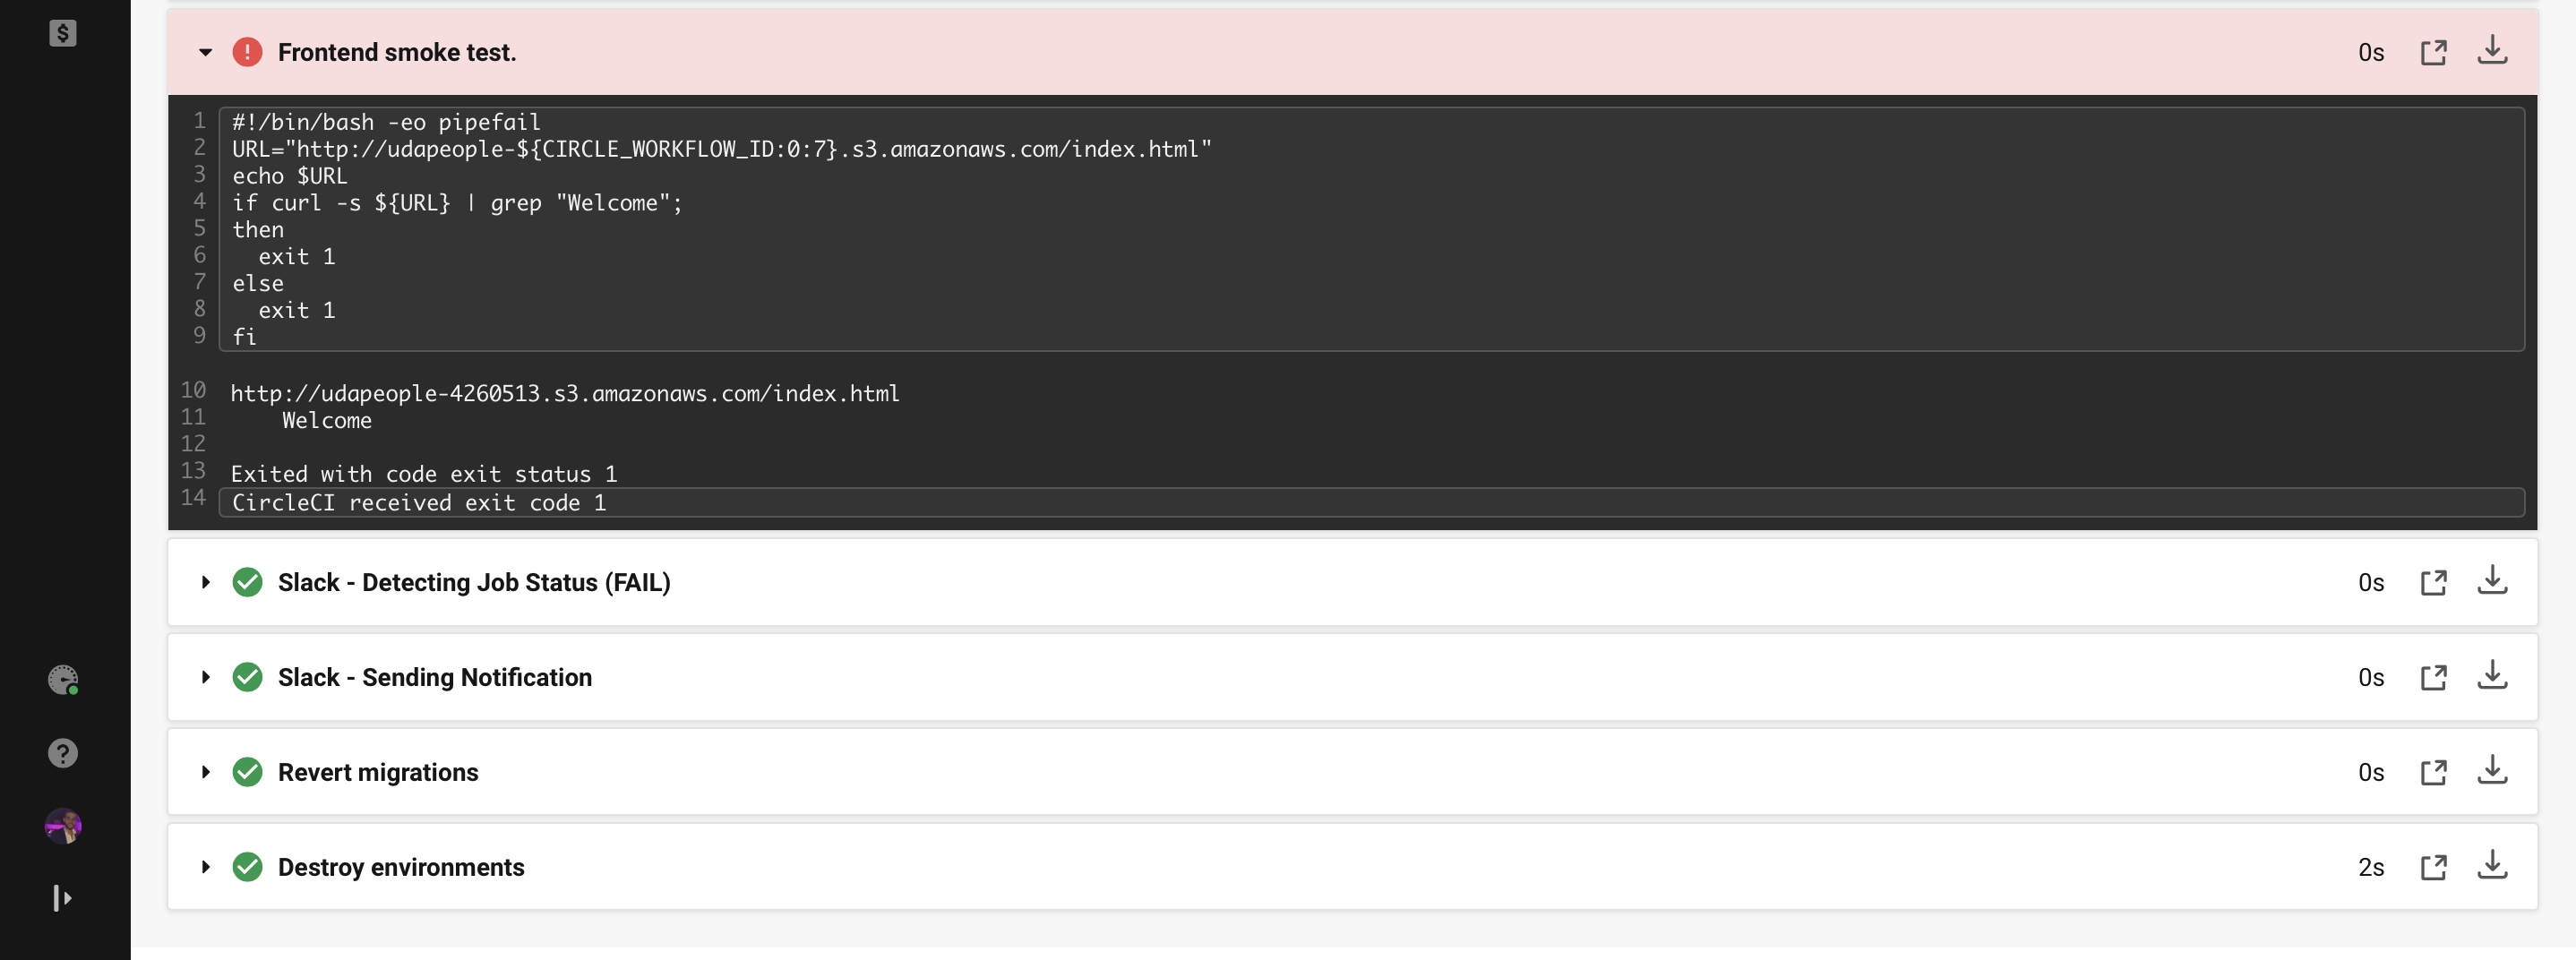 $
Frontend smoke test.
0s
1 #!/bin/bash -eo pipefail
2 URL="http://udapeople-${CIRCLE_WORKFLOW_ID:0:7}.s3.amazonaws.com/index.html"
3 echo $URL
4 if curl -s ${URL} | grep "Welcome";
5 then
6   exit 1
7 else
8   exit 1
9 fi
10 http://udapeople-4260513.s3.amazonaws.com/index.html
11     Welcome
12
13 Exited with code exit status 1
14 CircleCI received exit code 1
Slack - Detecting Job Status (FAIL)
0s
Slack - Sending Notification
0s
Revert migrations
0s
Destroy environments
2s